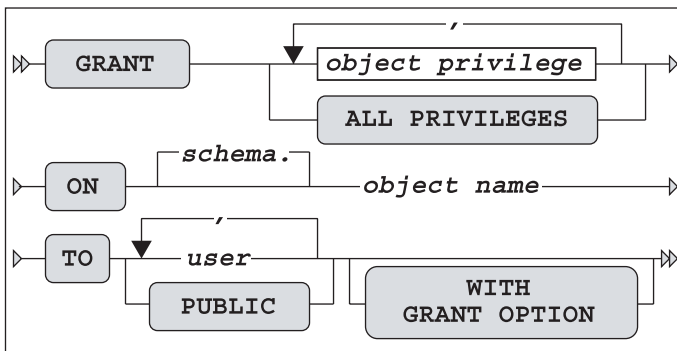 ,
GRANT object privilege
ALL PRIVILEGES
schema.
ON object name
,
TO user
PUBLIC
WITH
GRANT OPTION